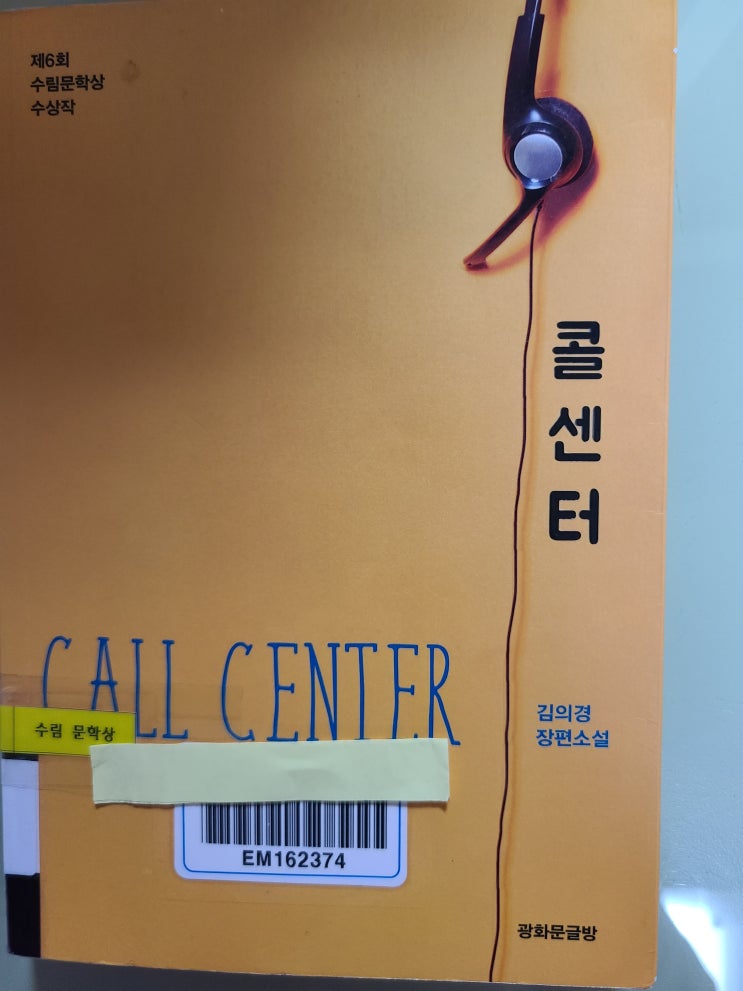 제6회
수림문학상
수상작
콜
센
터
CALL CENTER
수림 문학상
김의경
장편소설
EM162374
광화문글방